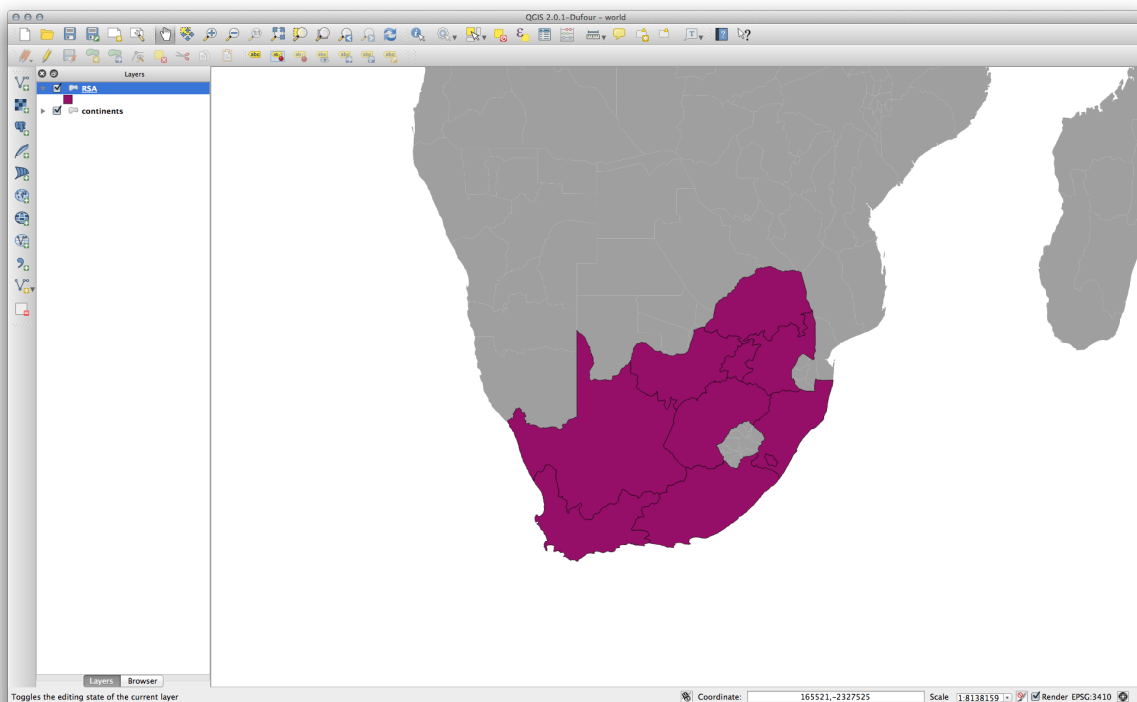 QGIS 2.0.1-Dufour - world
Layers
RSA
continents
Layers Browser
Toggles the editing state of the current layer
Coordinate: 165521,-2327525 Scale 1:8138159 Render EPSG:3410